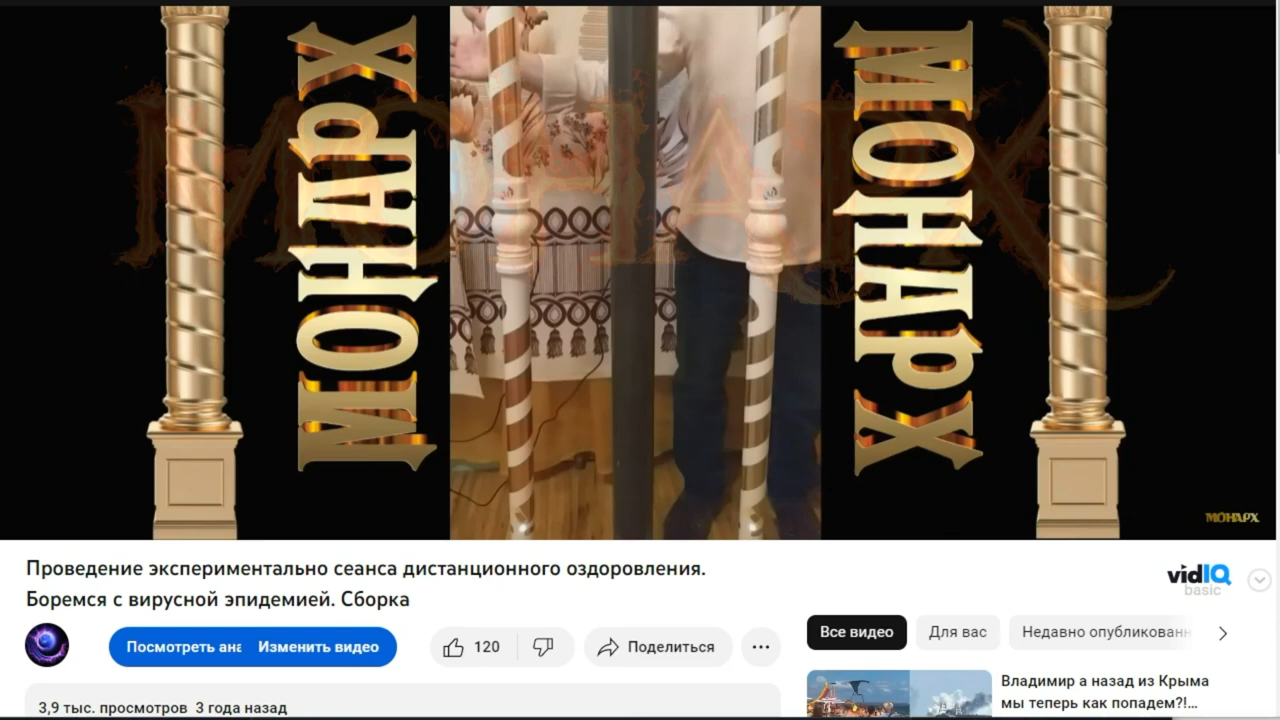 МОНАРХ
МОНАРХ
МОНАРХ
МОНАРХ
Проведение экспериментально сеанса дистанционного оздоровления.
Боремся с вирусной эпидемией. Сборка
vidIQ
basic
Посмотреть ана
Изменить видео
120
Поделиться
Все видео
Для вас
Недавно опубликованн
3,9 тыс. просмотров 3 года назад
Владимир а назад из Крыма
мы теперь как попадем?!...